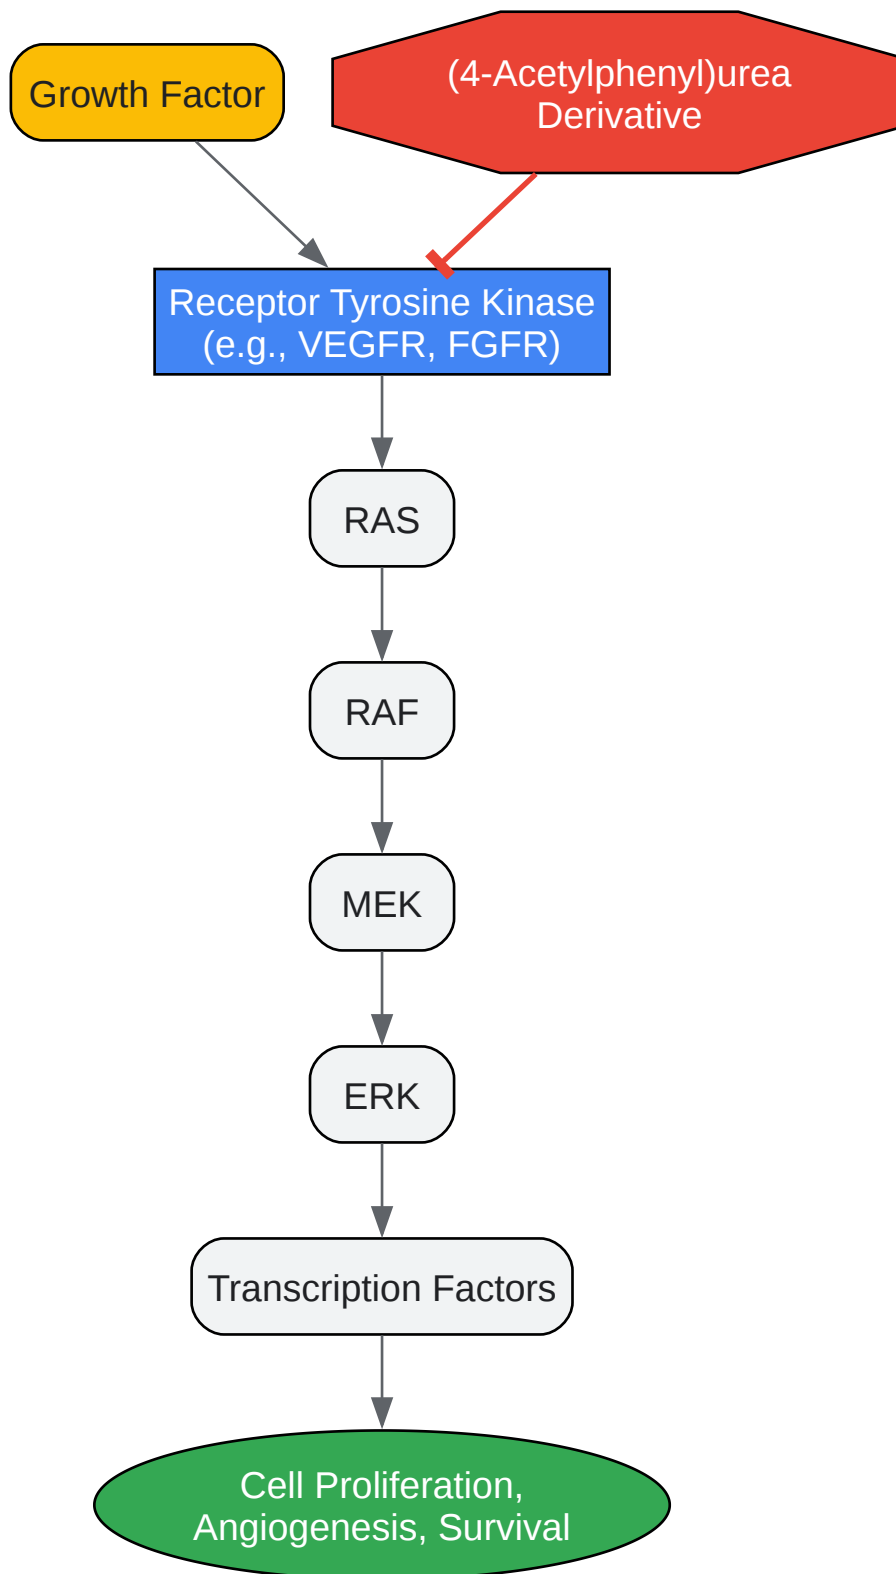 Growth Factor
(4-Acetylphenyl)urea
Derivative
Receptor Tyrosine Kinase
(e.g., VEGFR, FGFR)
RAS
RAF
MEK
ERK
Transcription Factors
Cell Proliferation,
Angiogenesis, Survival